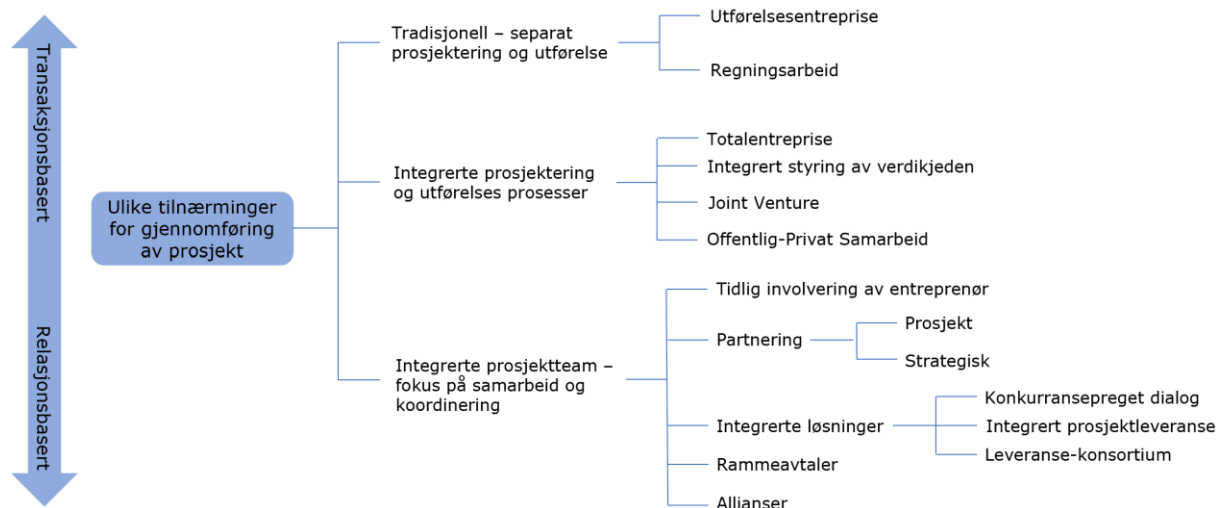 Transaksjonsbasert
Relasjonsbasert
Ulike tilnærminger
for gjennomføring
av prosjekt
Tradisjonell – separat
prosjektering og utførelse
Utførelsesentreprise
Regningsarbeid
Integrerte prosjektering
og utførelses prosesser
Totalentreprise
Integrert styring av verdikjeden
Joint Venture
Offentlig-Privat Samarbeid
Integrerte prosjektteam –
fokus på samarbeid og
koordinering
Tidlig involvering av entreprenør
Partnering
Prosjekt
Strategisk
Integrerte løsninger
Konkurransepreget dialog
Integrert prosjektleveranse
Leveranse-konsortium
Rammeavtaler
Allianser